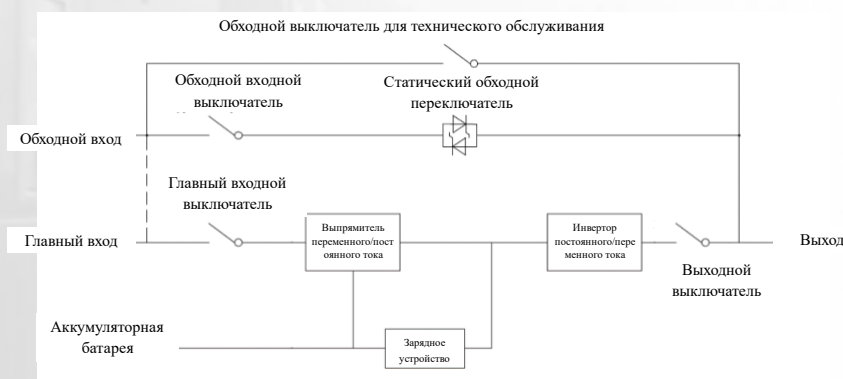 Обходной выключатель для технического обслуживания
Обходной входной
выключатель
Статический обходной
переключатель
Обходной вход
Главный входной
выключатель
Главный вход
Выпрямитель
переменного/пост
оянного тока
Инвертор
постоянного/пере
менного тока
Выход
Выходной
выключатель
Аккумуляторная
батарея
Зарядное
устройство